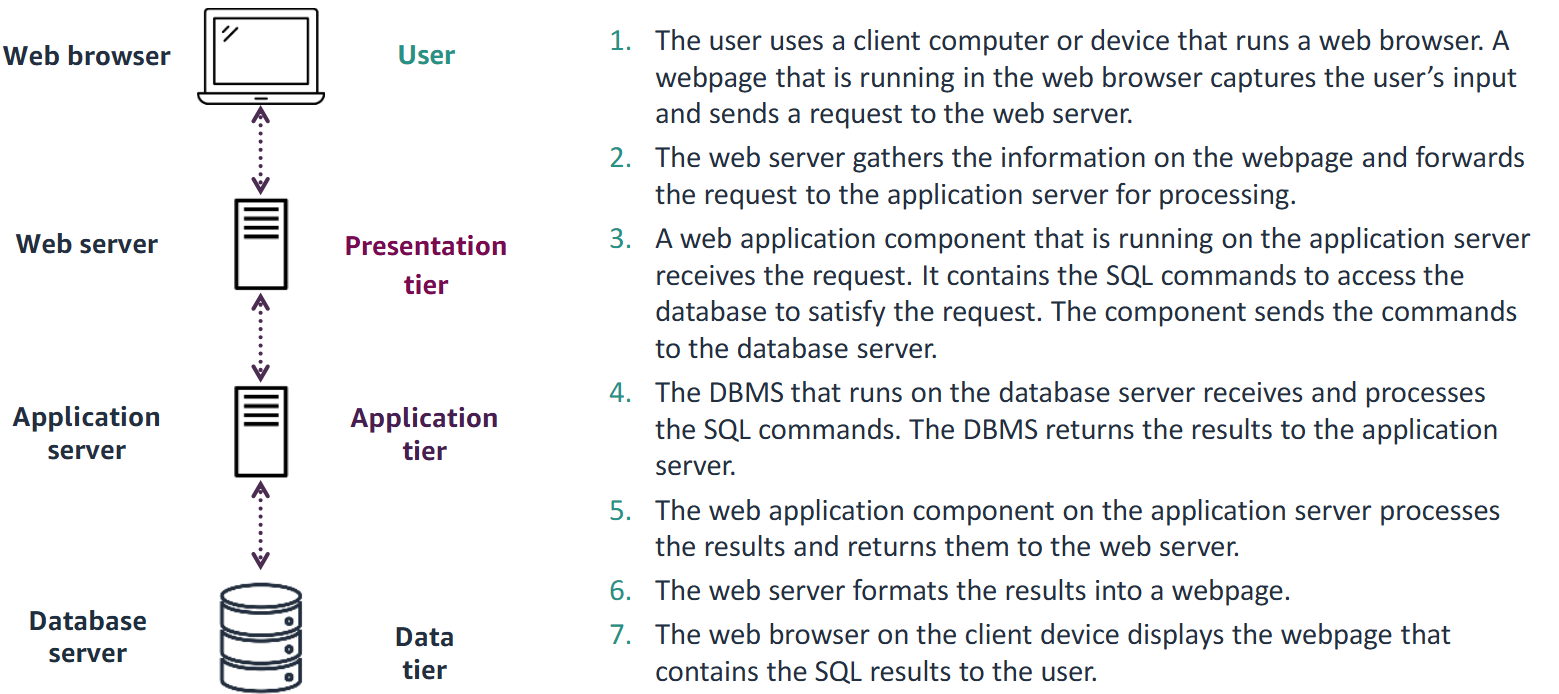 Web browser
User
Web server
Presentation
tier
Application
server
Application
tier
Database
server
Data
tier
1. The user uses a client computer or device that runs a web browser. A
webpage that is running in the web browser captures the user’s input
and sends a request to the web server.
2. The web server gathers the information on the webpage and forwards
the request to the application server for processing.
3. A web application component that is running on the application server
receives the request. It contains the SQL commands to access the
database to satisfy the request. The component sends the commands
to the database server.
4. The DBMS that runs on the database server receives and processes
the SQL commands. The DBMS returns the results to the application
server.
5. The web application component on the application server processes
the results and returns them to the web server.
6. The web server formats the results into a webpage.
7. The web browser on the client device displays the webpage that
contains the SQL results to the user.